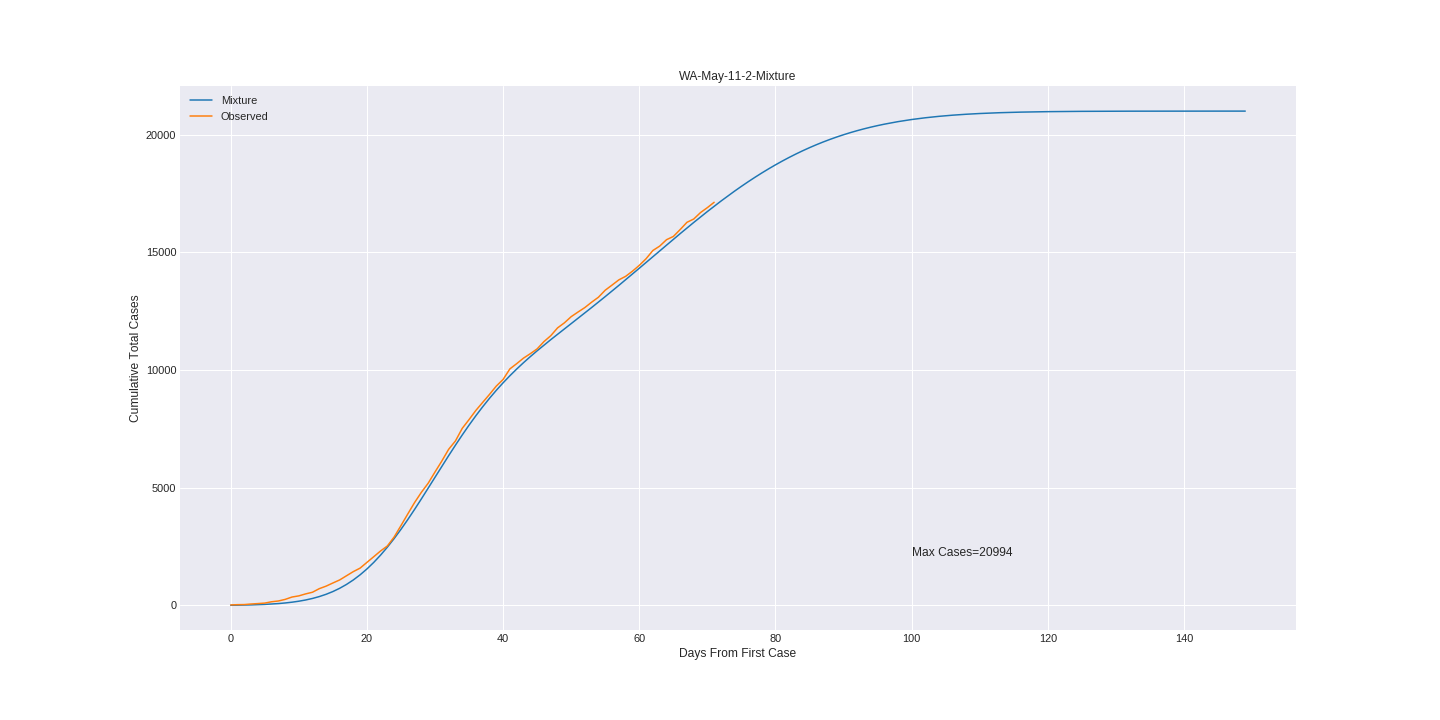 WA-May-11-2-Mixture
Mixture
Observed
20000
15000
10000
5000
0
Cumulative Total Cases
Max Cases=20994
0 20 40 60 80 100 120 140
Days From First Case